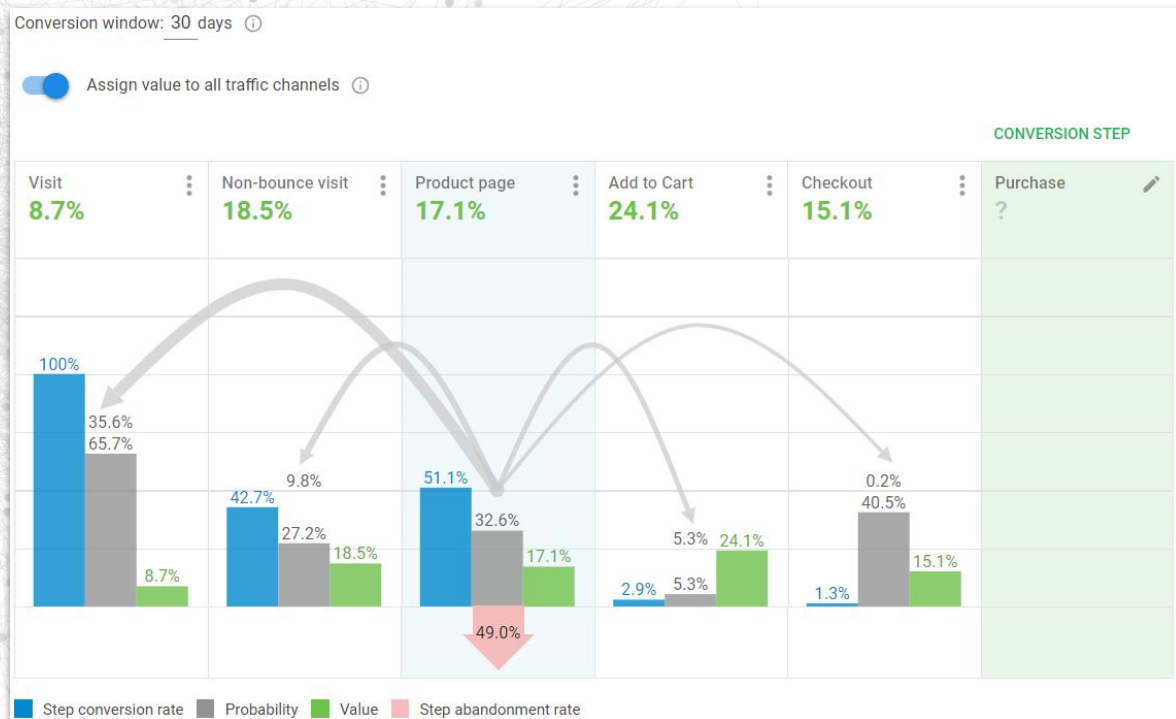 Conversion window: 30 days
Assign value to all traffic channels
CONVERSION STEP
Visit
8.7%
Non-bounce visit
18.5%
Product page
17.1%
Add to Cart
24.1%
Checkout
15.1%
Purchase
?
100%
35.6%
65.7%
8.7%
9.8%
42.7%
27.2%
18.5%
51.1%
32.6%
17.1%
49.0%
5.3% 24.1%
2.9% 5.3%
0.2%
40.5%
15.1%
1.3%
Step conversion rate Probability Value Step abandonment rate